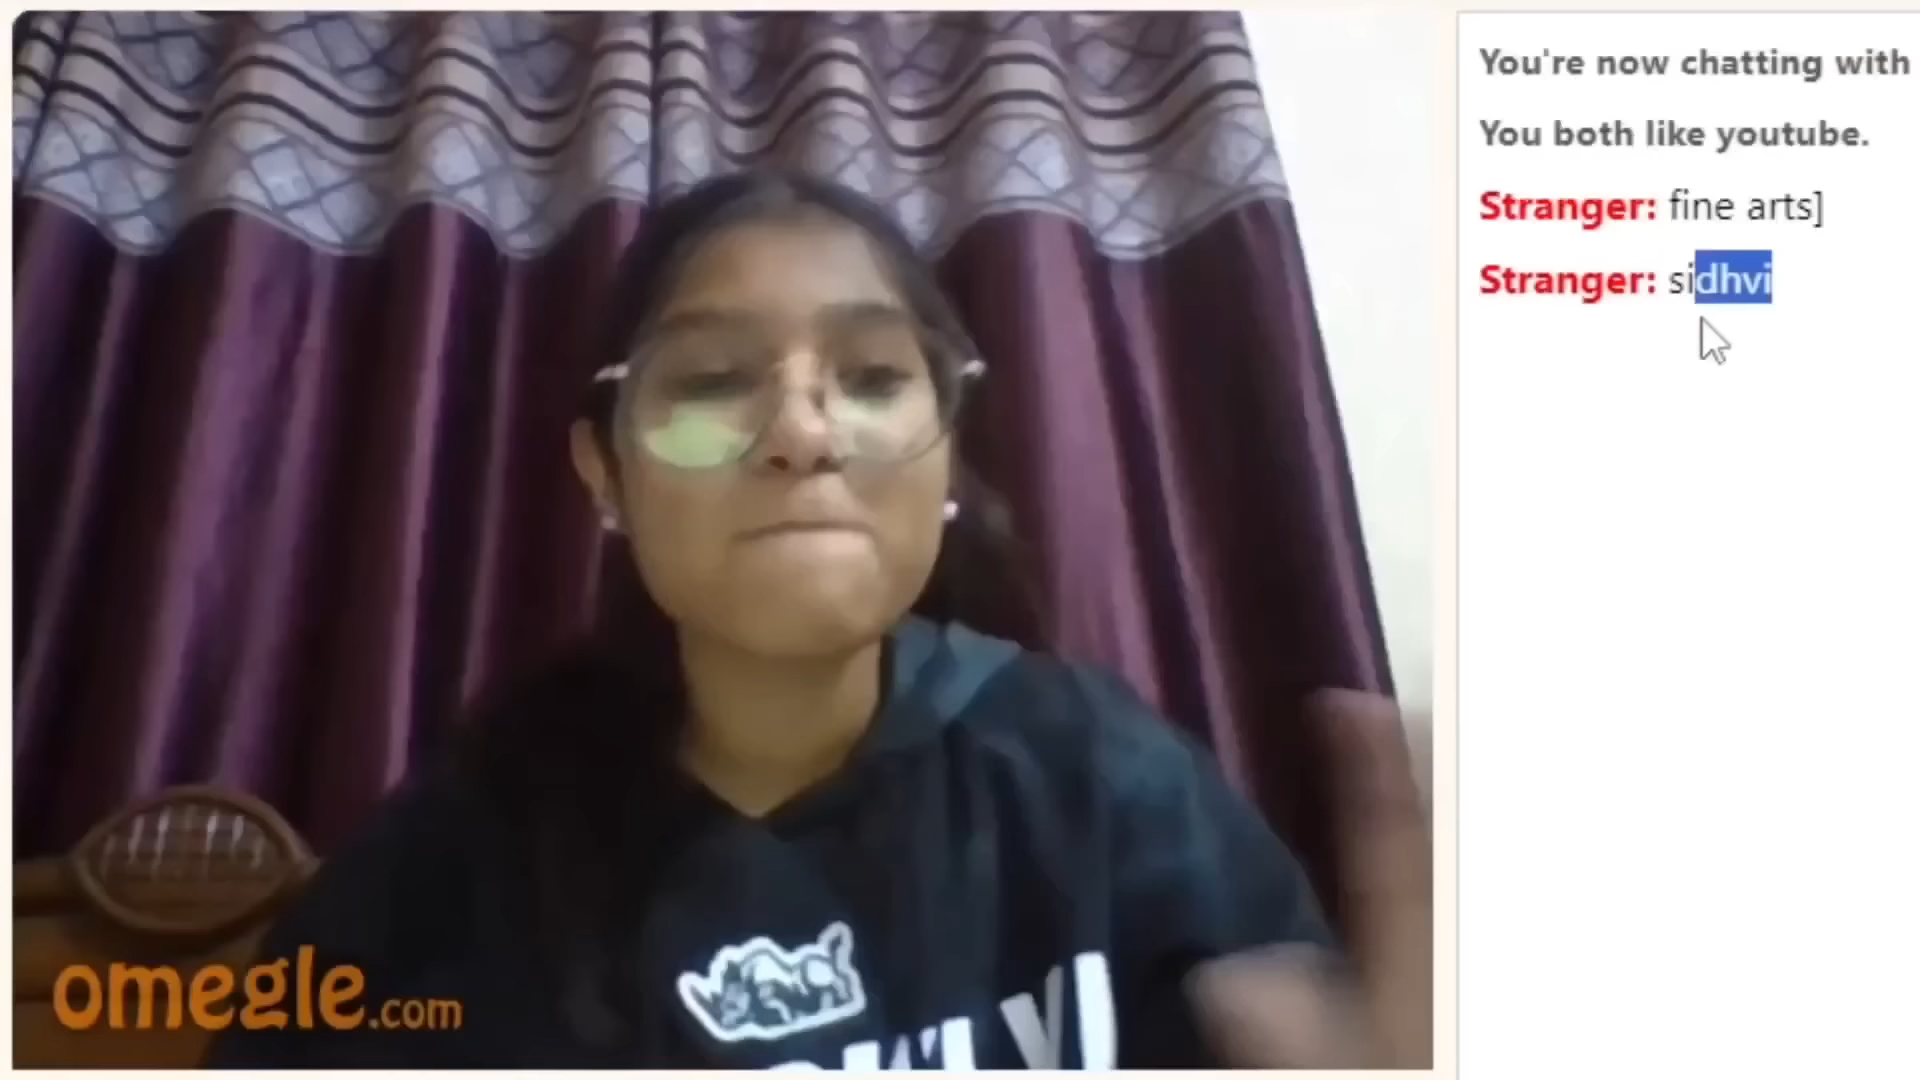 You're now chatting with
You both like youtube.
Stranger: fine arts]
Stranger: sidhvi
omegle.com